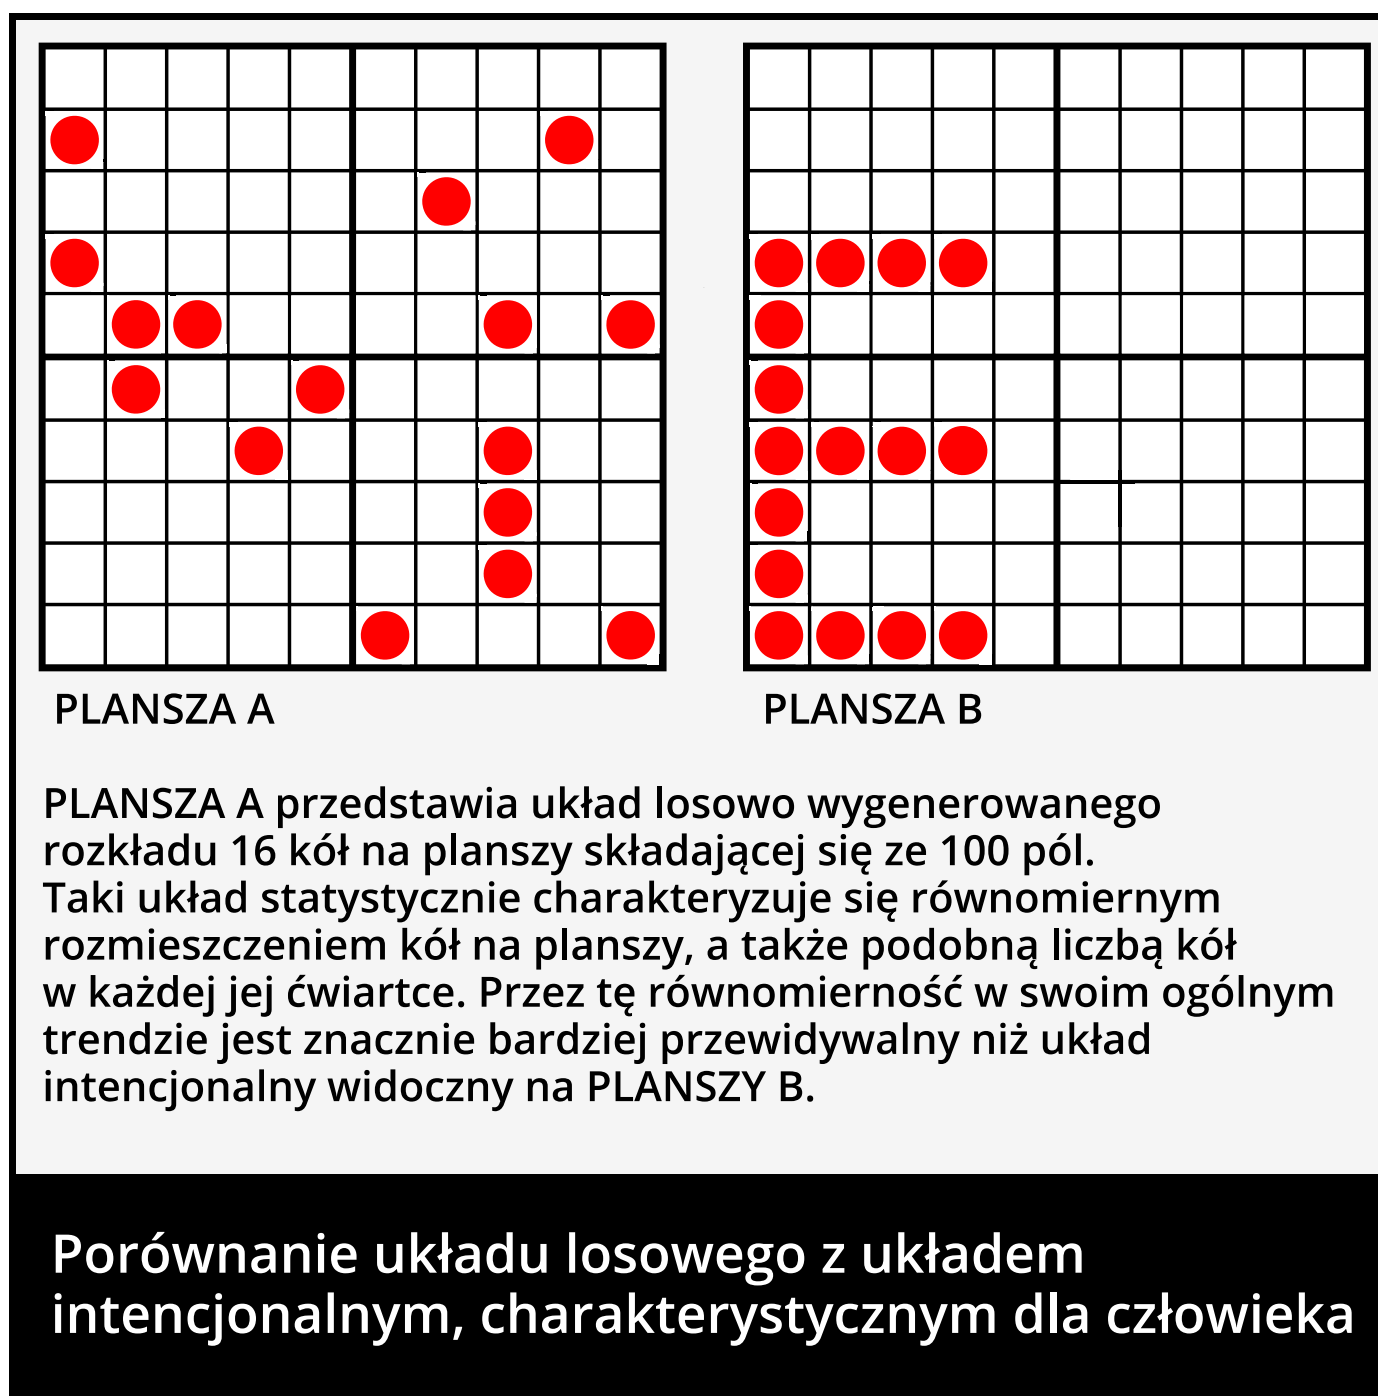 PLANSZA A
PLANSZA B
PLANSZA A przedstawia układ losowo wygenerowanego
rozkładu 16 kół na planszy składającej się ze 100 pól.
Taki układ statystycznie charakteryzuje się równomiernym
rozmieszczeniem kół na planszy, a także podobną liczbą kół
w każdej jej ćwiartce. Przez tę równomierność w swoim ogólnym
trendzie jest znacznie bardziej przewidywalny niż układ
intencjonalny widoczny na PLANSZY B.
Porównanie układu losowego z układem
intencjonalnym, charakterystycznym dla człowieka